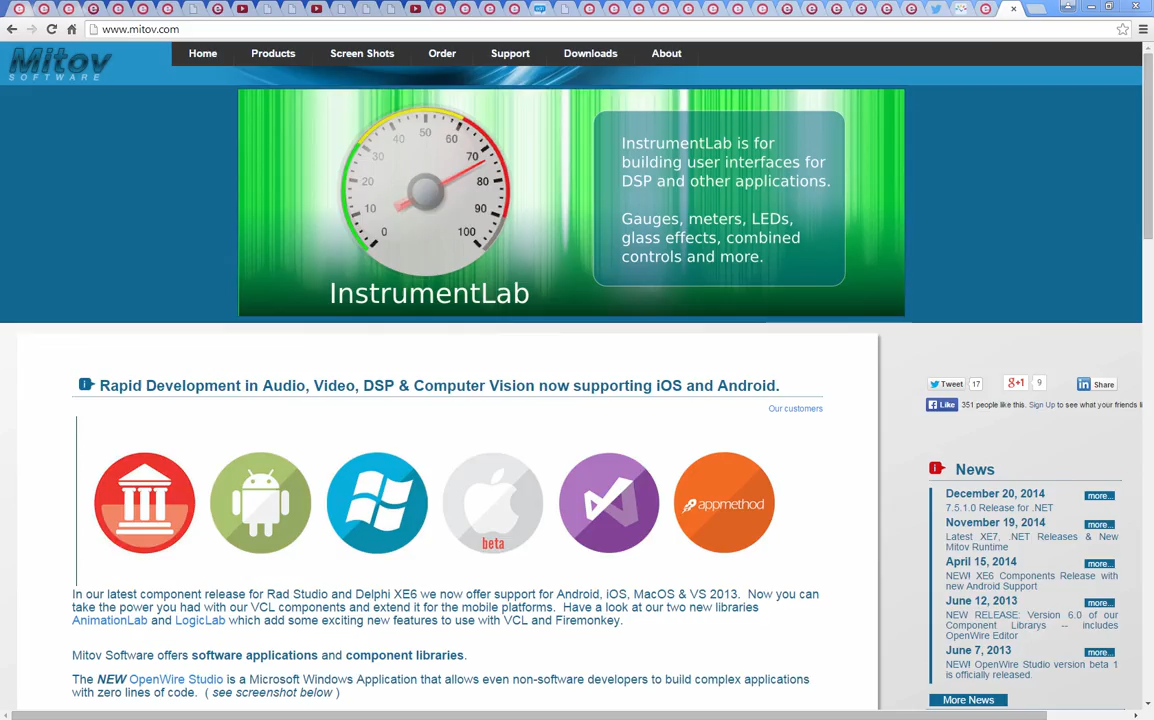 www.mitov.com
Mitov
SOFTWARE
Home Products Screen Shots Order Support Downloads About
InstrumentLab is for
building user interfaces for
DSP and other applications.
Gauges, meters, LEDs,
glass effects, combined
controls and more.
0 10 20 30 40 50 60 70 80 90 100
InstrumentLab
Rapid Development in Audio, Video, DSP & Computer Vision now supporting iOS and Android.
Our customers
beta
appmethod
In our latest component release for Rad Studio and Delphi XE6 we now offer support for Android, iOS, MacOS & VS 2013. Now you can
take the power you had with our VCL components and extend it for the mobile platforms. Have a look at our two new libraries
AnimationLab and LogicLab which add some exciting new features to use with VCL and Firemonkey.
Mitov Software offers software applications and component libraries.
The NEW OpenWire Studio is a Microsoft Windows Application that allows even non-software developers to build complex applications
with zero lines of code. ( see screenshot below )
Tweet 17 +1 9 in Share
Like 351 people like this. Sign Up to see what your friends li
News
December 20, 2014 more...
7.5.1.0 Release for .NET
November 19, 2014 more...
Latest XE7, .NET Releases & New
Mitov Runtime
April 15, 2014 more...
NEW! XE6 Components Release with
new Android Support
June 12, 2013 more...
NEW RELEASE: Version 6.0 of our
Component Librarys -- includes
OpenWire Editor
June 7, 2013 more...
NEW! OpenWire Studio version beta 1
is officially released.
More News